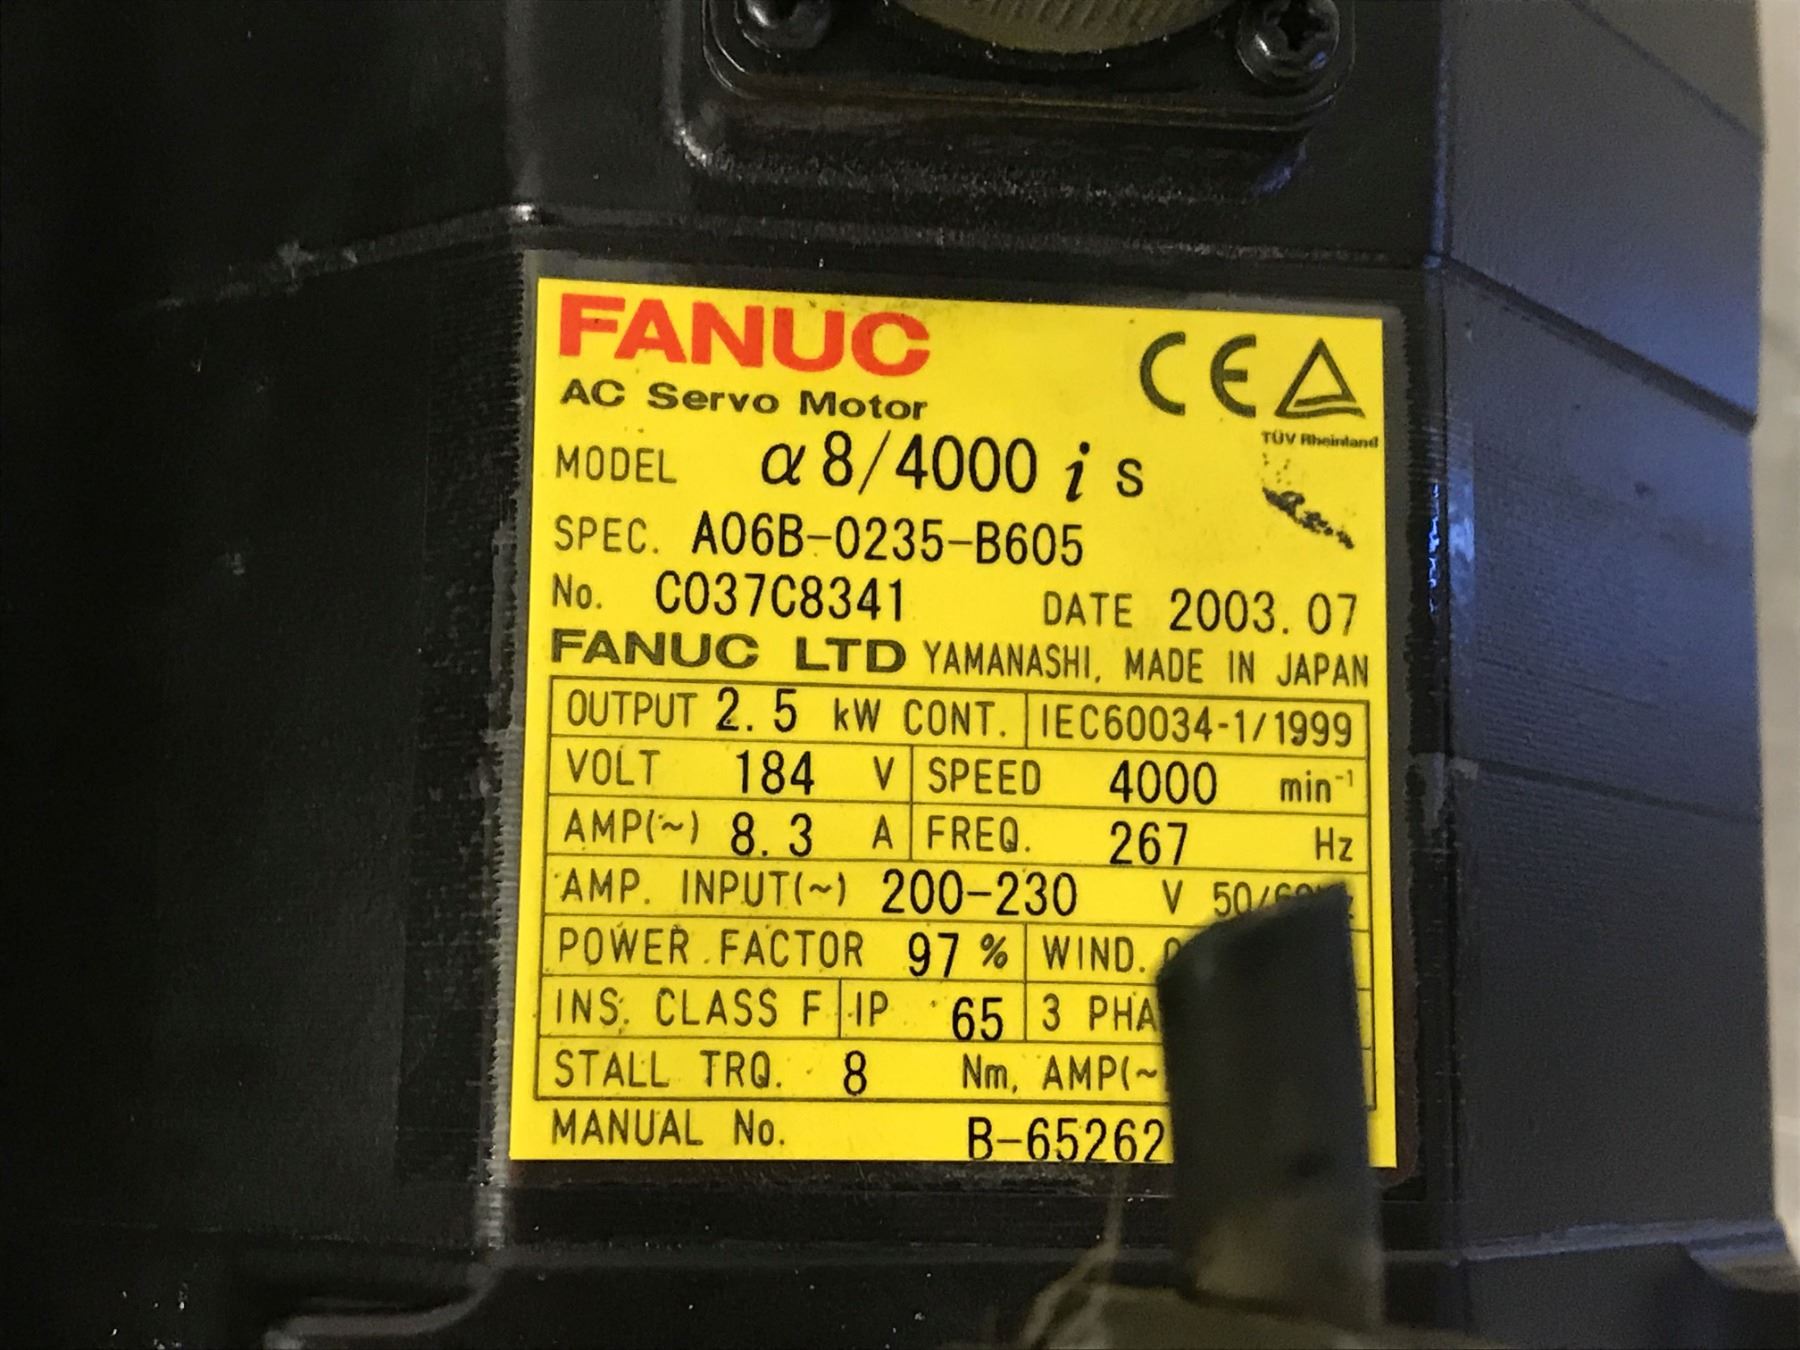 FANUC
AC Servo Motor
CE
TÜV Rheinland
MODEL α8/4000 i s
SPEC. A06B-0235-B605
No. C037C8341 DATE 2003.07
FANUC LTD YAMANASHI, MADE IN JAPAN
OUTPUT 2.5 kW CONT. IEC60034-1/1999
VOLT 184 V SPEED 4000 min⁻¹
AMP(~) 8.3 A FREQ. 267 Hz
AMP. INPUT(~) 200-230 V
POWER FACTOR 97 % WIND.
INS. CLASS F IP 65 3
STALL TRQ. 8 Nm, AMP(~
MANUAL No. B-65262